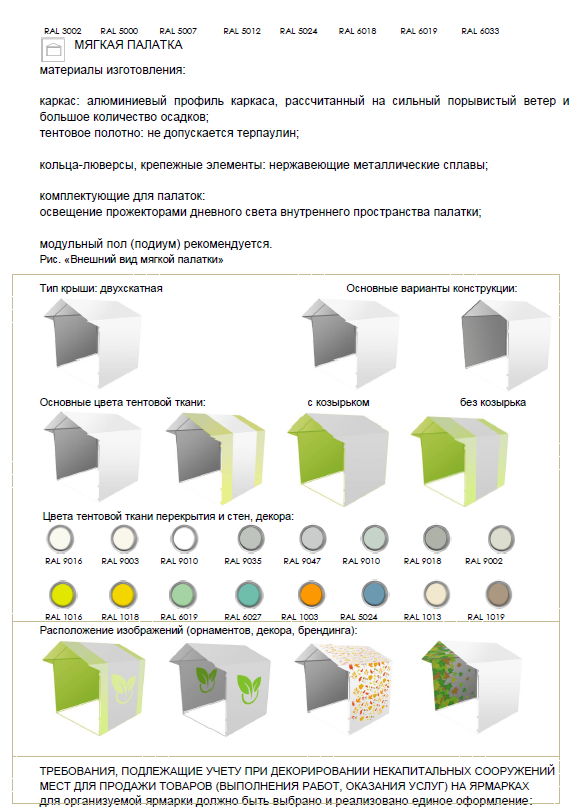 RAL 3002 RAL 5000 RAL 5007 RAL 5012 RAL 5024 RAL 6018 RAL 6019 RAL 6033
МЯГКАЯ ПАЛАТКА
материалы изготовления:
каркас: алюминиевый профиль каркаса, рассчитанный на сильный порывистый ветер и
большое количество осадков;
тентовое полотно: не допускается терпаулин;
кольца-люверсы, крепежные элементы: нержавеющие металлические сплавы;
комплектующие для палаток:
освещение прожекторами дневного света внутреннего пространства палатки;
модульный пол (подиум) рекомендуется.
Рис. «Внешний вид мягкой палатки»
Тип крыши: двухскатная Основные варианты конструкции:
Основные цвета тентовой ткани: с козырьком без козырька
Цвета тентовой ткани перекрытия и стен, декора:
RAL 9016 RAL 9003 RAL 9010 RAL 9035 RAL 9047 RAL 9010 RAL 9018 RAL 9002
RAL 1016 RAL 1018 RAL 6019 RAL 6027 RAL 1003 RAL 5024 RAL 1013 RAL 1019
Расположение изображений (орнаментов, декора, брендинга):
ТРЕБОВАНИЯ, ПОДЛЕЖАЩИЕ УЧЕТУ ПРИ ДЕКОРИРОВАНИИ НЕКАПИТАЛЬНЫХ СООРУЖЕНИЙ
МЕСТ ДЛЯ ПРОДАЖИ ТОВАРОВ (ВЫПОЛНЕНИЯ РАБОТ, ОКАЗАНИЯ УСЛУГ) НА ЯРМАРКАХ
для организуемой ярмарки должно быть выбрано и реализовано единое оформление;